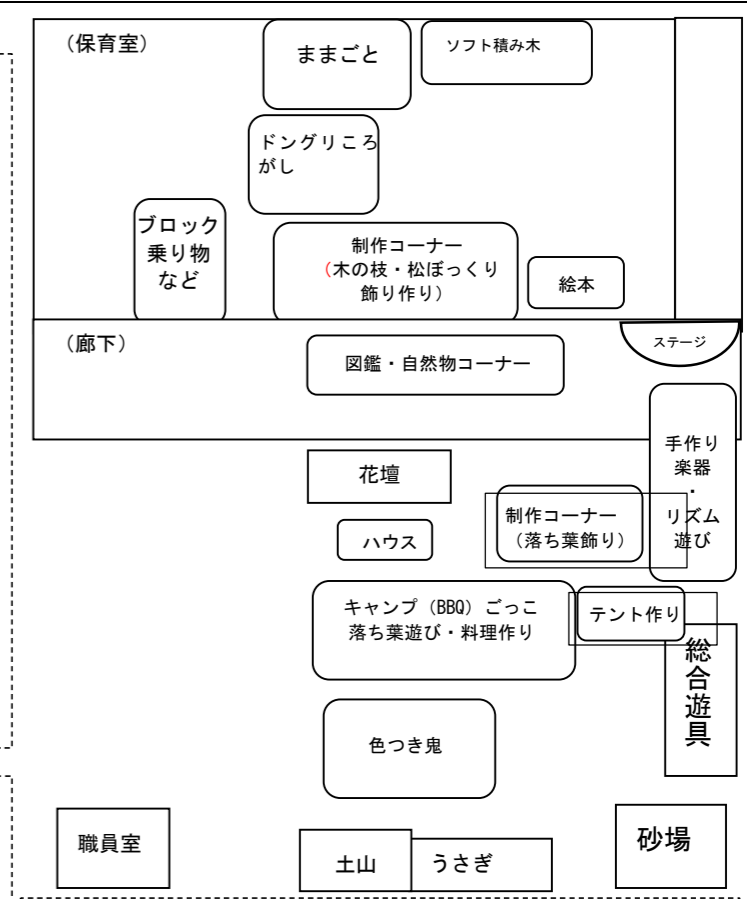 （保育室）
ままごと
ソフト積み木
ドングリころ
がし
ブロック
乗り物
など
制作コーナー
（木の枝・松ぼっくり
飾り作り）
絵本
（廊下）
ステージ
図鑑・自然物コーナー
手作り
楽器
・
リズム
遊び
花壇
制作コーナー
（落ち葉飾り）
ハウス
キャンプ（BBQ）ごっこ
落ち葉遊び・料理作り
テント作り
総合遊具
色つき鬼
職員室
土山
うさぎ
砂場